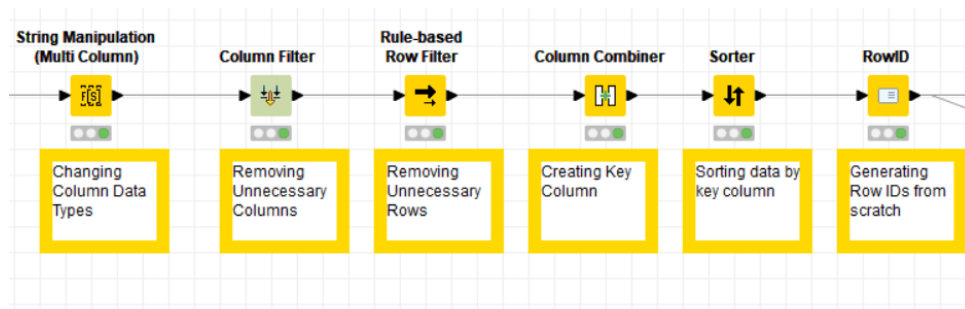 String Manipulation
(Multi Column)
Column Filter
Rule-based
Row Filter
Column Combiner
Sorter
RowID
F[S]
Changing
Column Data
Types
Removing
Unnecessary
Columns
Removing
Unnecessary
Rows
Creating Key
Column
Sorting data by
key column
Generating
Row IDs from
scratch